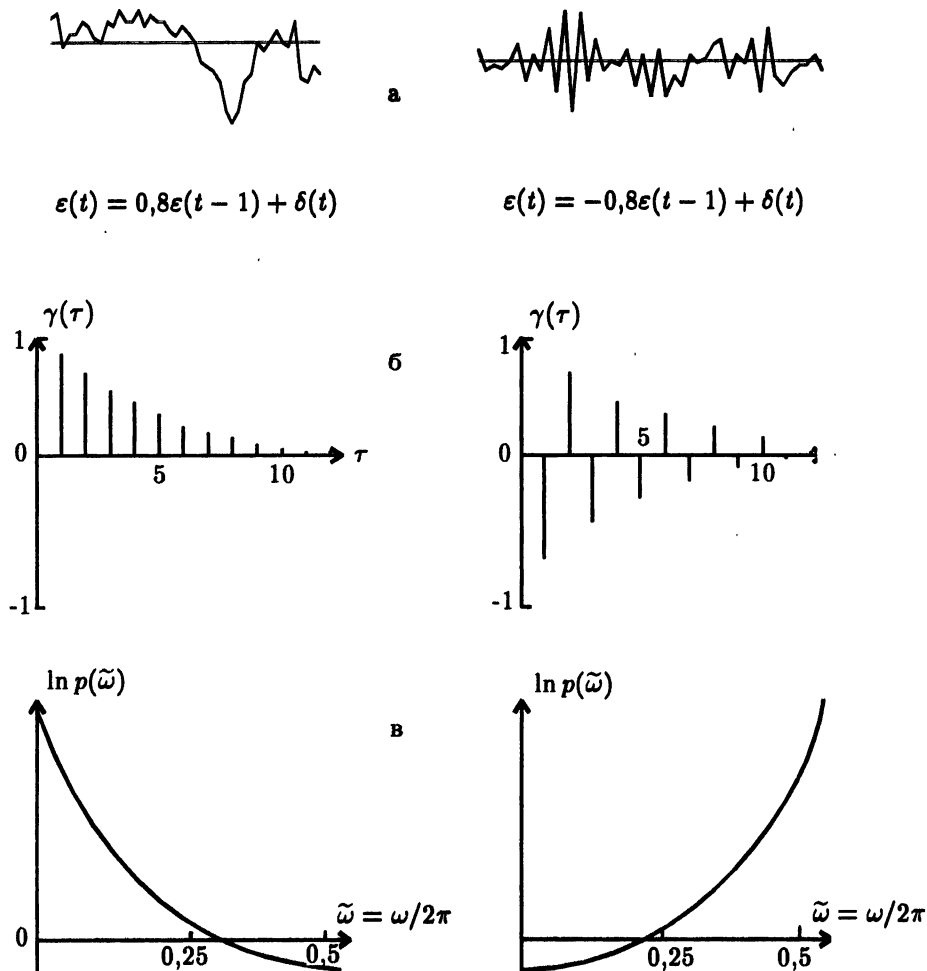 а
ε(t) = 0,8ε(t − 1) + δ(t)
ε(t) = −0,8ε(t − 1) + δ(t)
γ(τ)
1
0
-1
5
10
τ
б
γ(τ)
1
0
-1
5
10
ln p(ω̃)
0
0,25
0,5
ω̃ = ω/2π
в
ln p(ω̃)
0,25
0,5
ω̃ = ω/2π